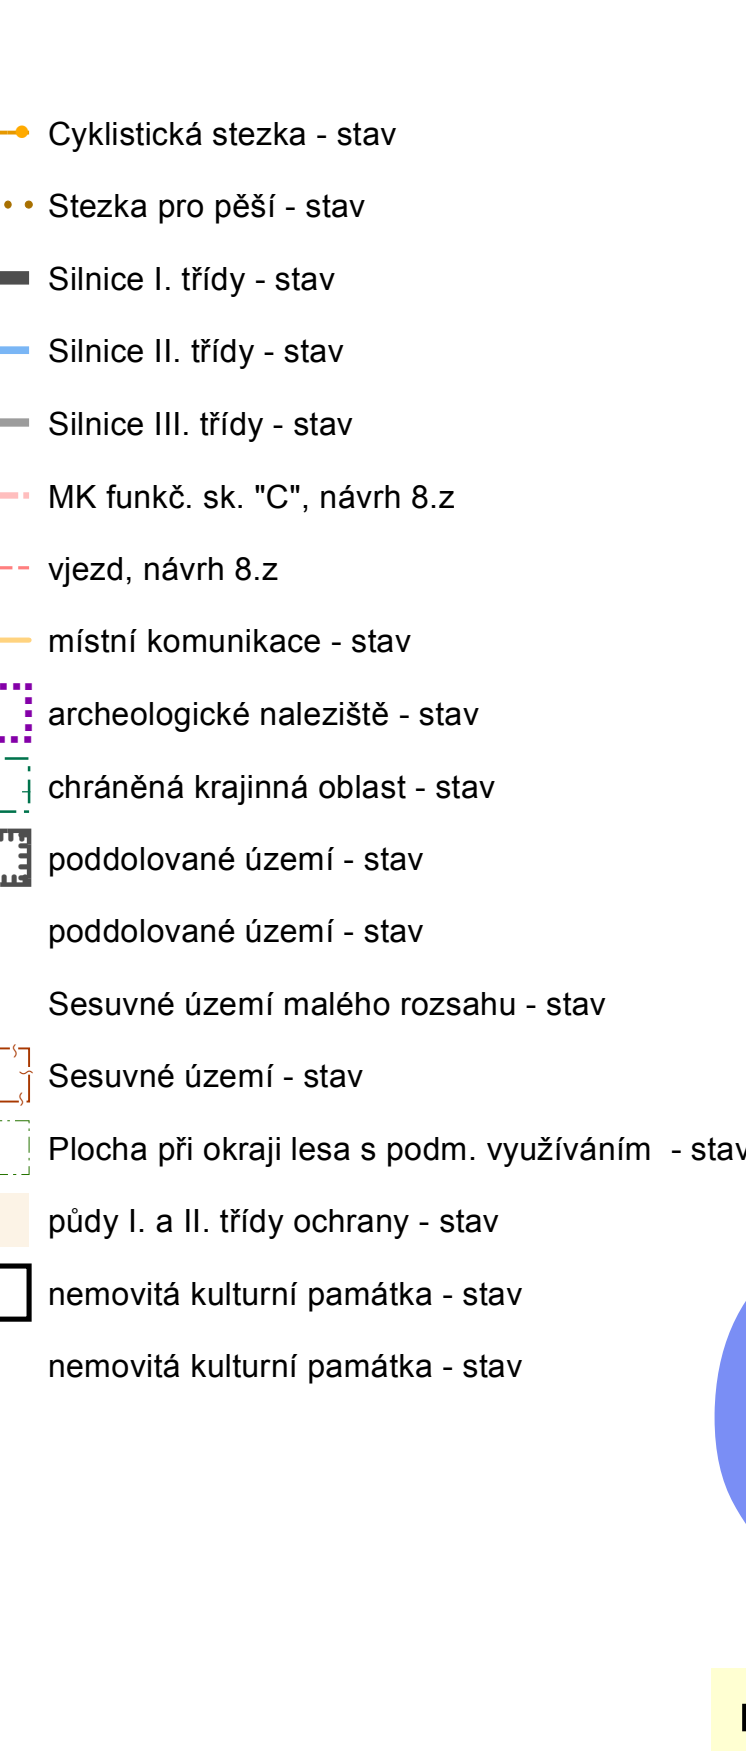 Cyklistická stezka - stav
Stezka pro pěší - stav
Silnice I. třídy - stav
Silnice II. třídy - stav
Silnice III. třídy - stav
MK funkč. sk. "C", návrh 8.z
vjezd, návrh 8.z
místní komunikace - stav
archeologické naleziště - stav
chráněná krajinná oblast - stav
poddolované území - stav
poddolované území - stav
Sesuvné území malého rozsahu - stav
Sesuvné území - stav
Plocha při okraji lesa s podm. využíváním  - stav
půdy I. a II. třídy ochrany - stav
nemovitá kulturní památka - stav
nemovitá kulturní památka - stav